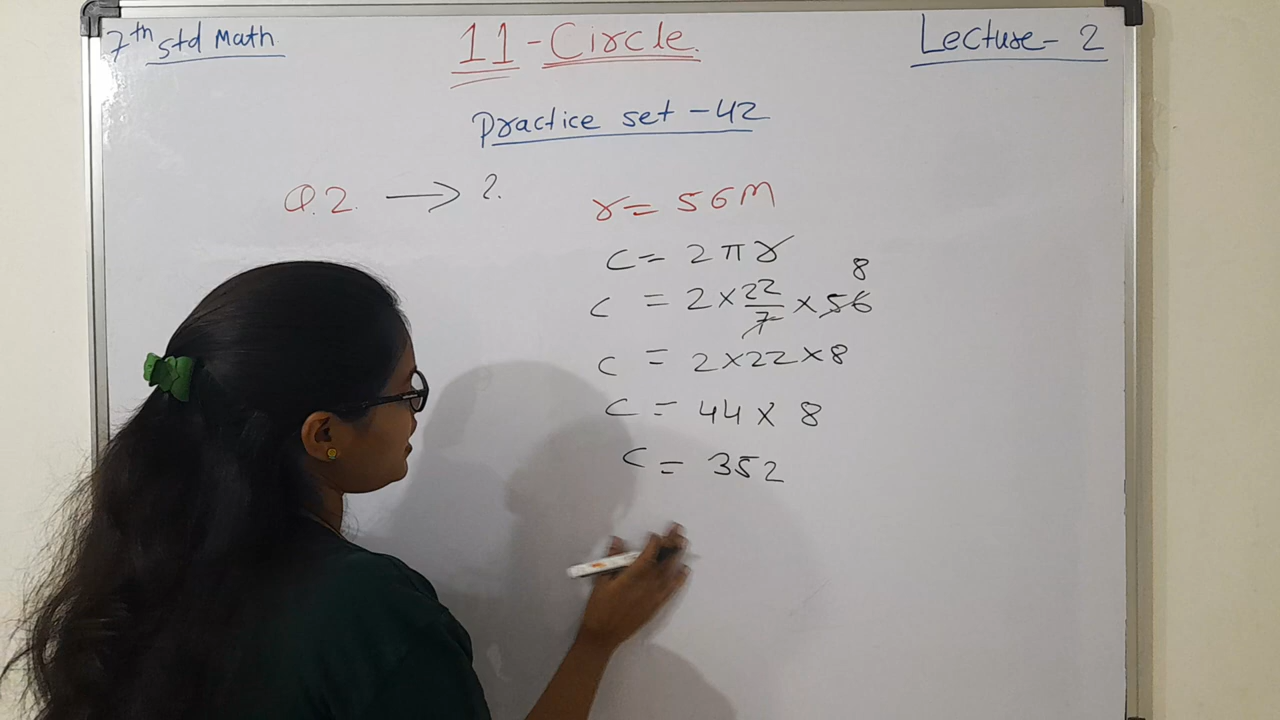 7th std Math
11-Circle.
Lecture-2
Practice set-42
Q.2. → 2.
r = 56M
C = 2πr
C = 2 × 22/7 × 56 8
C = 2×22×8
C = 44 × 8
C = 352